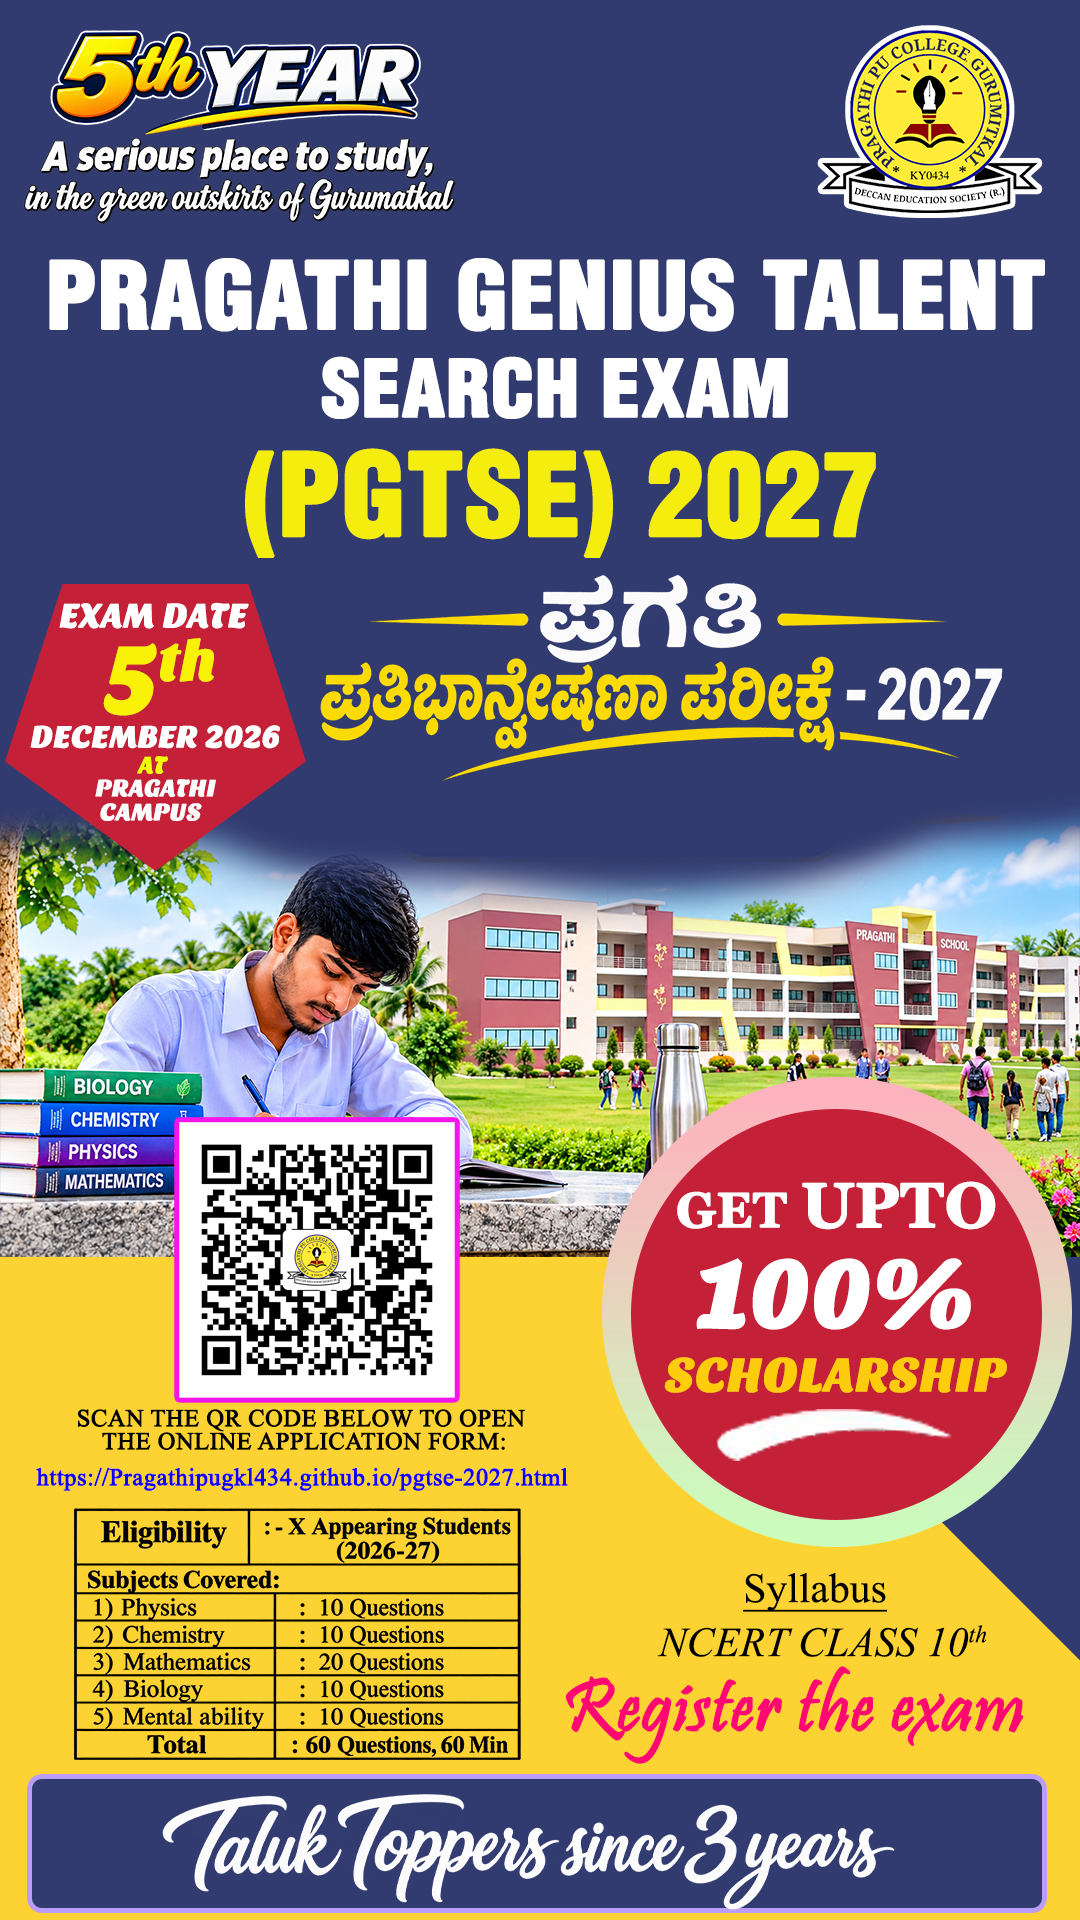 5th YEAR
A serious place to study,
in the green outskirts of Gurumatkal
PRAGATHI PU COLLEGE GURUMITKAL
* KY0434 *
DECCAN EDUCATION SOCIETY (R.)
PRAGATHI GENIUS TALENT
SEARCH EXAM
(PGTSE) 2027
ಪ್ರಗತಿ
ಪ್ರತಿಭಾನ್ವೇಷಣಾ ಪರೀಕ್ಷೆ - 2027
EXAM DATE
5th
DECEMBER 2026
AT
PRAGATHI
CAMPUS
PRAGATHI SCHOOL
BIOLOGY
CHEMISTRY
PHYSICS
MATHEMATICS
GET UPTO
100%
SCHOLARSHIP
SCAN THE QR CODE BELOW TO OPEN
THE ONLINE APPLICATION FORM:
https://Pragathipugkl434.github.io/pgtse-2027.html
Eligibility : - X Appearing Students
(2026-27)
Subjects Covered:
1) Physics : 10 Questions
2) Chemistry : 10 Questions
3) Mathematics : 20 Questions
4) Biology : 10 Questions
5) Mental ability : 10 Questions
Total : 60 Questions, 60 Min
Syllabus
NCERT CLASS 10th
Register the exam
Taluk Toppers since 3 years